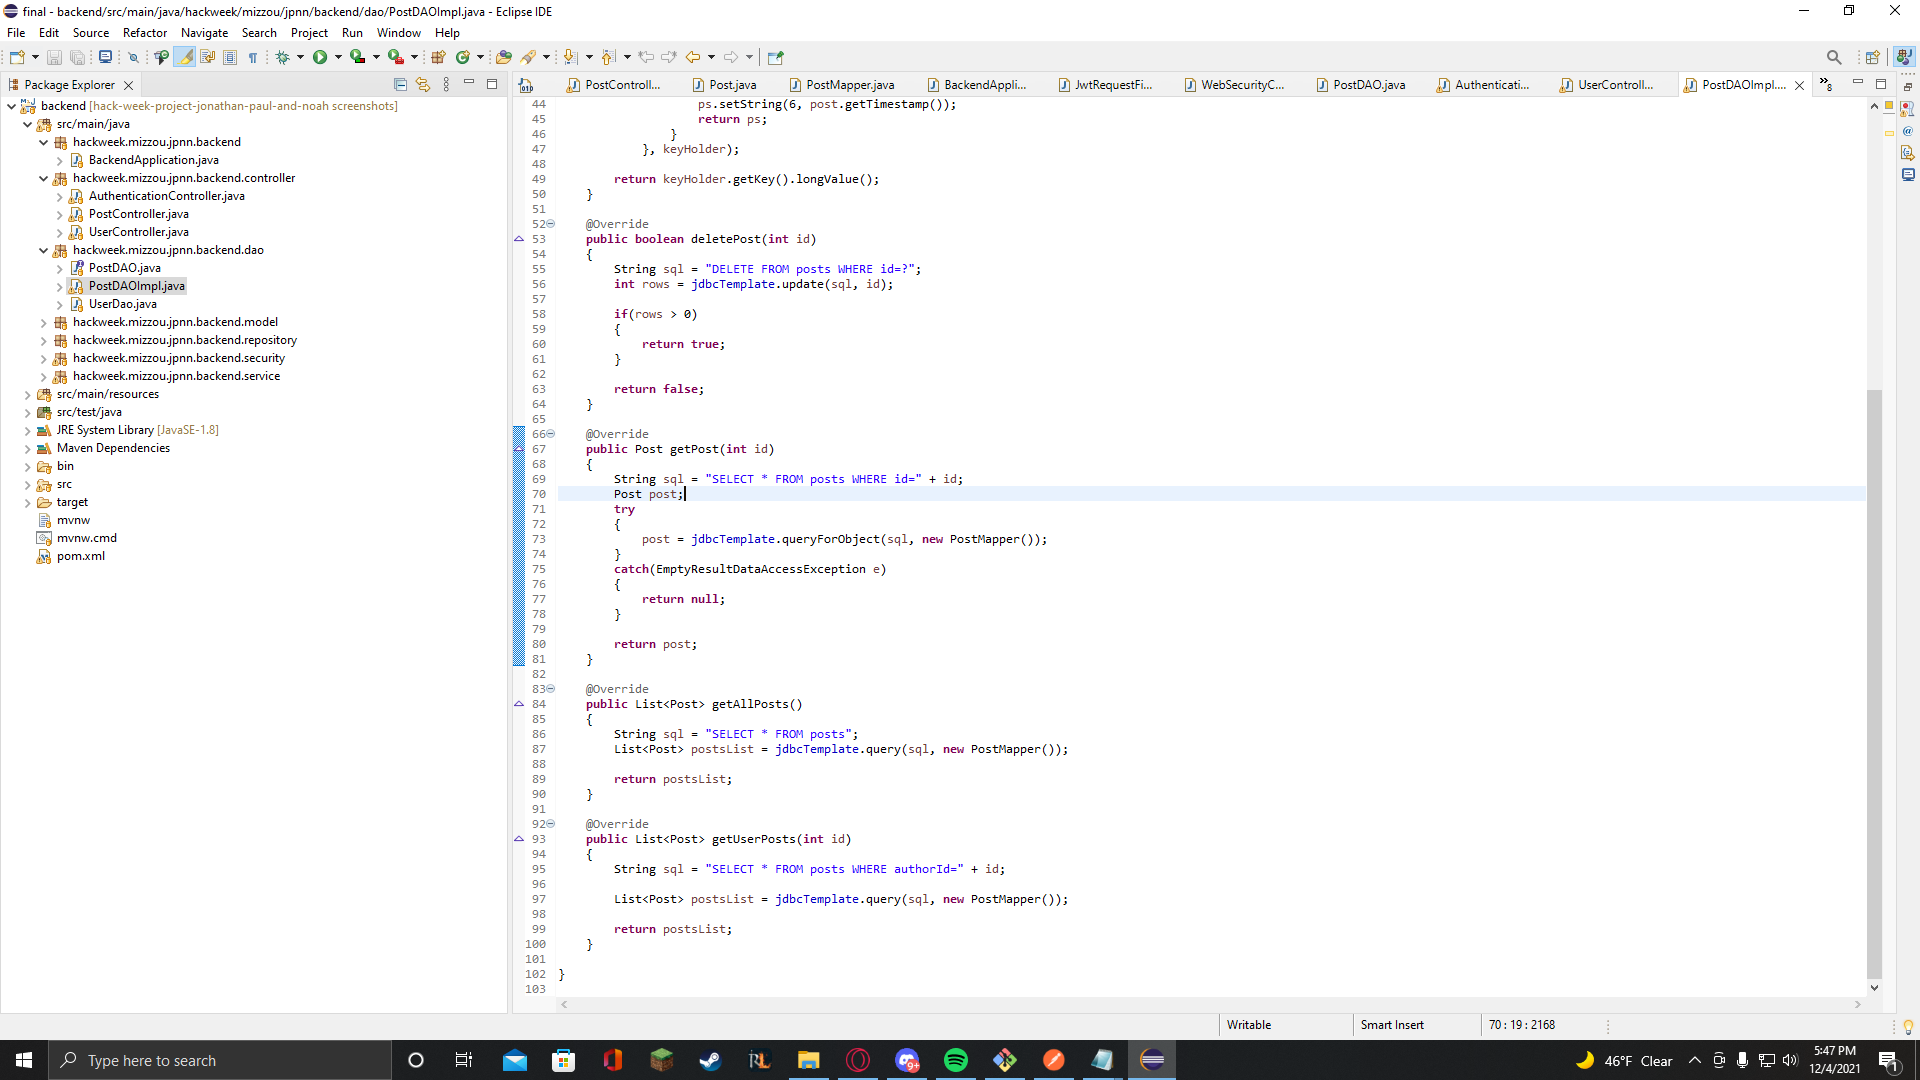 final - backend/src/main/java/hackweek/mizzou/jpnn/backend/dao/PostDAOImpl.java - Eclipse IDE
File Edit Source Refactor Navigate Search Project Run Window Help
Package Explorer
backend [hack-week-project-jonathan-paul-and-noah screenshots]
src/main/java
hackweek.mizzou.jpnn.backend
BackendApplication.java
hackweek.mizzou.jpnn.backend.controller
AuthenticationController.java
PostController.java
UserController.java
hackweek.mizzou.jpnn.backend.dao
PostDAO.java
PostDAOImpl.java
UserDao.java
hackweek.mizzou.jpnn.backend.model
hackweek.mizzou.jpnn.backend.repository
hackweek.mizzou.jpnn.backend.security
hackweek.mizzou.jpnn.backend.service
src/main/resources
src/test/java
JRE System Library [JavaSE-1.8]
Maven Dependencies
bin
src
target
mvnw
mvnw.cmd
pom.xml
PostControll... Post.java PostMapper.java BackendAppli... JwtRequestFi... WebSecurityC... PostDAO.java Authenticati... UserControll... PostDAOImpl.... »8
44 ps.setString(6, post.getTimestamp());
45 return ps;
46 }
47 }, keyHolder);
48
49 return keyHolder.getKey().longValue();
50 }
51
52 @Override
53 public boolean deletePost(int id)
54 {
55 String sql = "DELETE FROM posts WHERE id=?";
56 int rows = jdbcTemplate.update(sql, id);
57
58 if(rows > 0)
59 {
60 return true;
61 }
62
63 return false;
64 }
65
66 @Override
67 public Post getPost(int id)
68 {
69 String sql = "SELECT * FROM posts WHERE id=" + id;
70 Post post;
71 try
72 {
73 post = jdbcTemplate.queryForObject(sql, new PostMapper());
74 }
75 catch(EmptyResultDataAccessException e)
76 {
77 return null;
78 }
79
80 return post;
81 }
82
83 @Override
84 public List<Post> getAllPosts()
85 {
86 String sql = "SELECT * FROM posts";
87 List<Post> postsList = jdbcTemplate.query(sql, new PostMapper());
88
89 return postsList;
90 }
91
92 @Override
93 public List<Post> getUserPosts(int id)
94 {
95 String sql = "SELECT * FROM posts WHERE authorId=" + id;
96
97 List<Post> postsList = jdbcTemplate.query(sql, new PostMapper());
98
99 return postsList;
100 }
101
102 }
103
Writable Smart Insert 70 : 19 : 2168
Type here to search
9+
46°F Clear
5:47 PM
12/4/2021
1